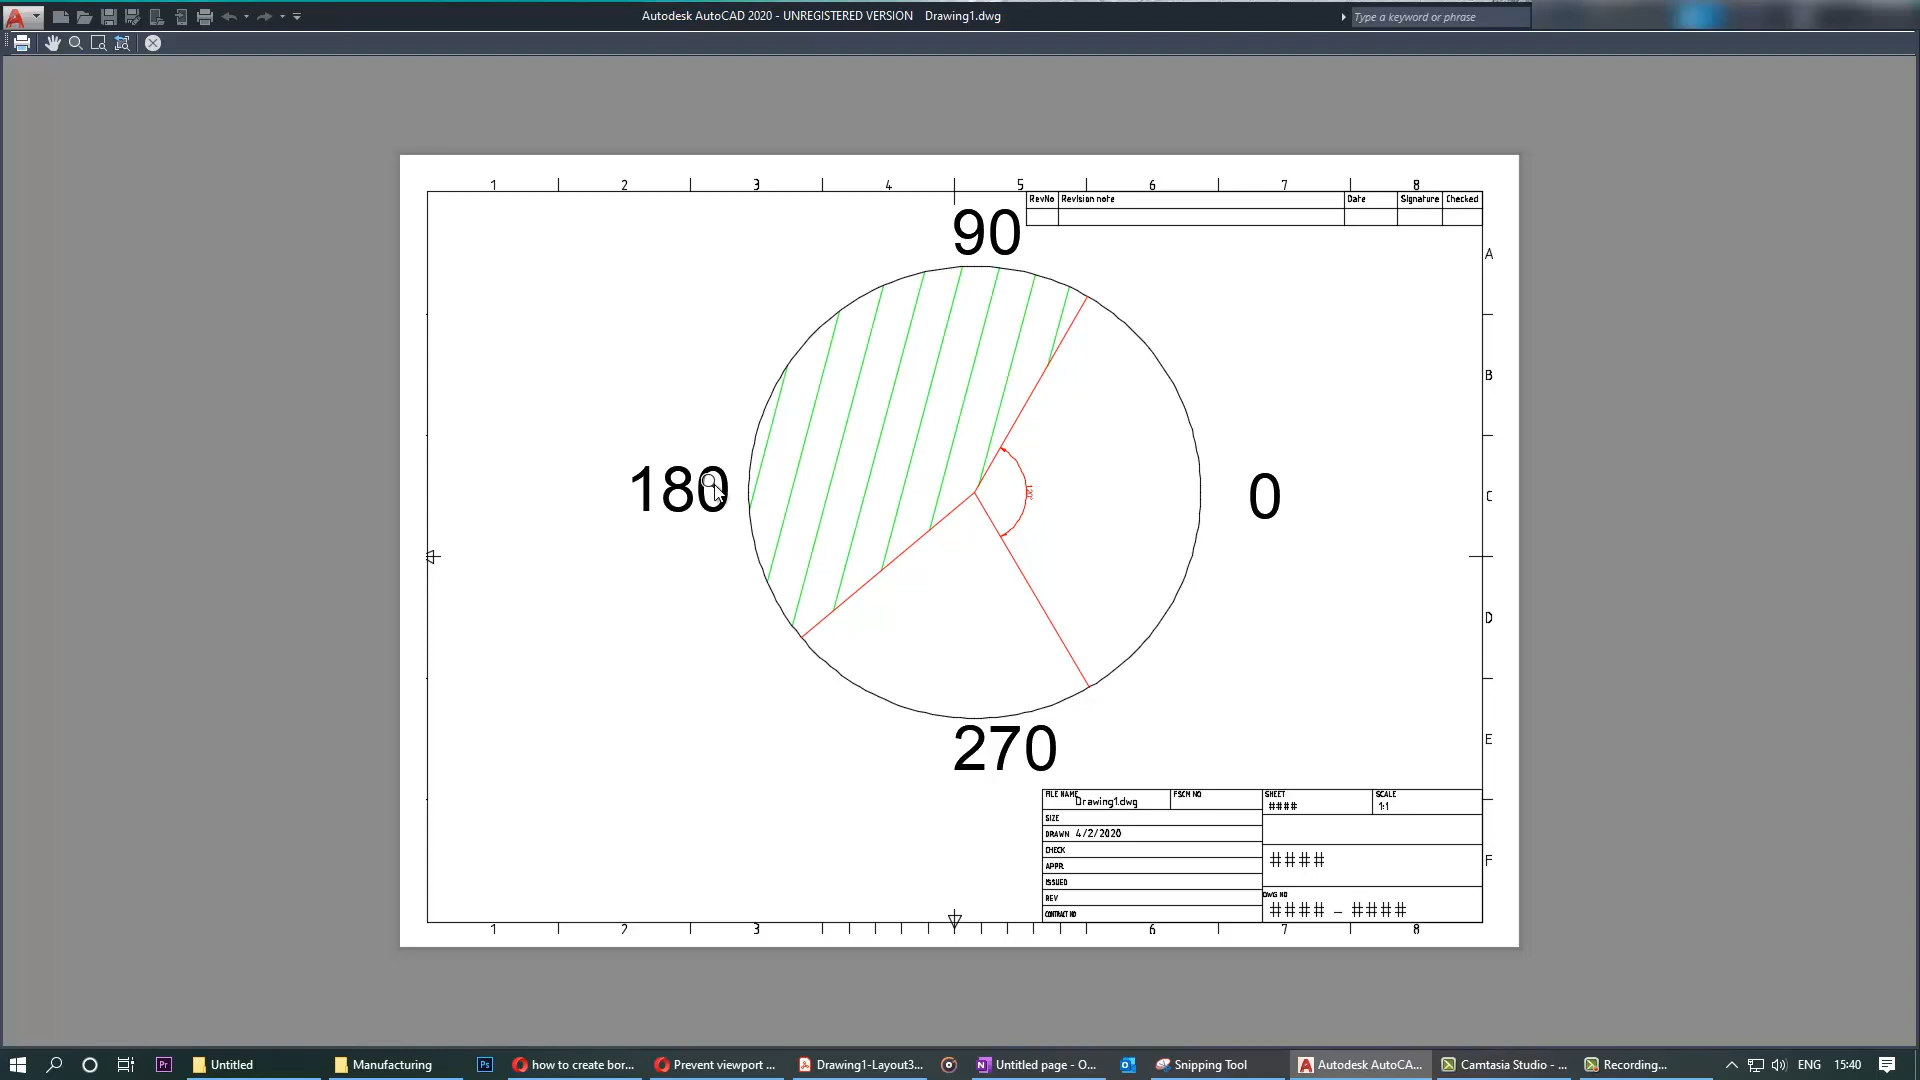 Autodesk AutoCAD 2020 - UNREGISTERED VERSION Drawing1.dwg
Type a keyword or phrase
1 2 3 4 5 6 7 8
RevNo Revision note Date Signature Checked
90
A
B
180
120°
0
C
D
270
E
FILE NAME Drawing1.dwg FSCM NO SHEET #### SCALE 1:1
SIZE
DRAWN 4/2/2020
CHECK
APPR.
ISSUED
REV
CONTRACT NO
####
F
DWG NO
#### - ####
1 2 3 6 7 8
Pr
Untitled
Manufacturing
Ps
how to create bor...
Prevent viewport ...
Drawing1-Layout3...
Untitled page - O...
Snipping Tool
Autodesk AutoCA...
Camtasia Studio - ...
Recording...
ENG
15:40